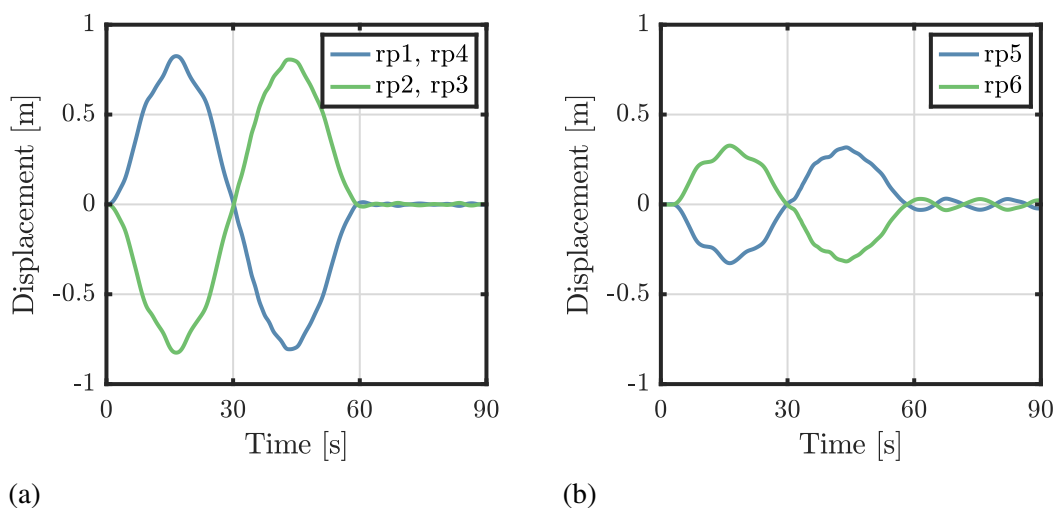 1
0.5
0
-0.5
-1
Displacement [m]
rp1, rp4
rp2, rp3
0
30
60
90
Time [s]
(a)
1
0.5
0
-0.5
-1
Displacement [m]
rp5
rp6
0
30
60
90
Time [s]
(b)